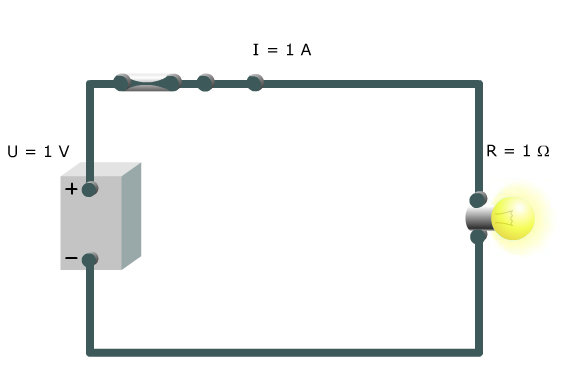 I = 1 A
U = 1 V
R = 1 Ω
+
−